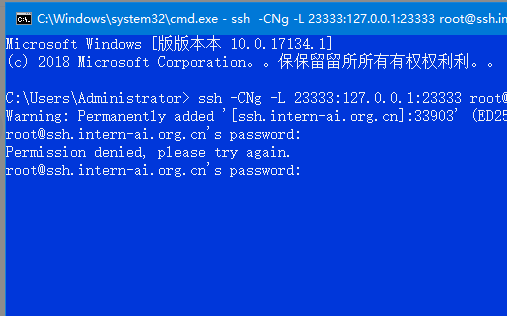 C:\Windows\system32\cmd.exe - ssh -CNg -L 23333:127.0.0.1:23333 root@ssh.in
Microsoft Windows [版版本本 10.0.17134.1]
(c) 2018 Microsoft Corporation。。保保留留所所有有权权利利。。
C:\Users\Administrator> ssh -CNg -L 23333:127.0.0.1:23333 root@
Warning: Permanently added '[ssh.intern-ai.org.cn]:33903' (ED25
root@ssh.intern-ai.org.cn's password:
Permission denied, please try again.
root@ssh.intern-ai.org.cn's password: